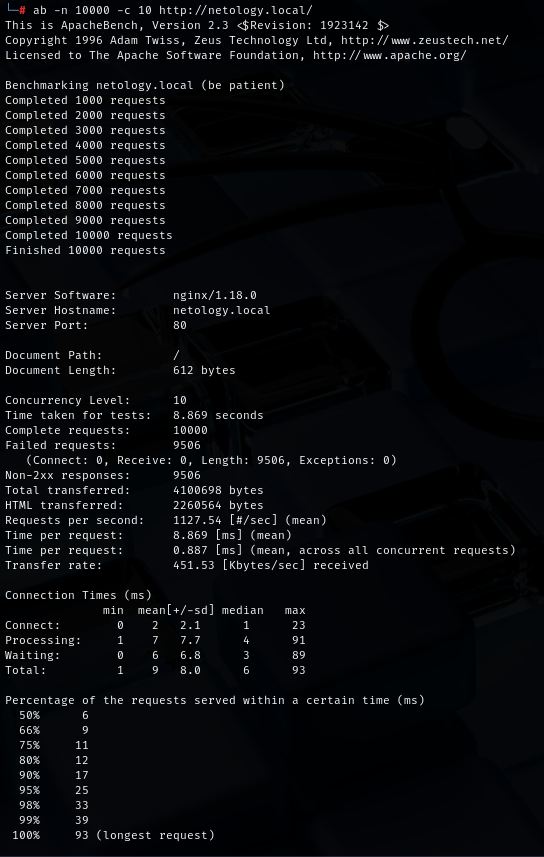 └─# ab -n 10000 -c 10 http://netology.local/
This is ApacheBench, Version 2.3 <$Revision: 1923142 $>
Copyright 1996 Adam Twiss, Zeus Technology Ltd, http://www.zeustech.net/
Licensed to The Apache Software Foundation, http://www.apache.org/

Benchmarking netology.local (be patient)
Completed 1000 requests
Completed 2000 requests
Completed 3000 requests
Completed 4000 requests
Completed 5000 requests
Completed 6000 requests
Completed 7000 requests
Completed 8000 requests
Completed 9000 requests
Completed 10000 requests
Finished 10000 requests


Server Software:        nginx/1.18.0
Server Hostname:        netology.local
Server Port:            80

Document Path:          /
Document Length:        612 bytes

Concurrency Level:      10
Time taken for tests:   8.869 seconds
Complete requests:      10000
Failed requests:        9506
   (Connect: 0, Receive: 0, Length: 9506, Exceptions: 0)
Non-2xx responses:      9506
Total transferred:      4100698 bytes
HTML transferred:       2260564 bytes
Requests per second:    1127.54 [#/sec] (mean)
Time per request:       8.869 [ms] (mean)
Time per request:       0.887 [ms] (mean, across all concurrent requests)
Transfer rate:          451.53 [Kbytes/sec] received

Connection Times (ms)
              min  mean[+/-sd] median   max
Connect:        0    2   2.1      1      23
Processing:     1    7   7.7      4      91
Waiting:        0    6   6.8      3      89
Total:          1    9   8.0      6      93

Percentage of the requests served within a certain time (ms)
  50%      6
  66%      9
  75%     11
  80%     12
  90%     17
  95%     25
  98%     33
  99%     39
 100%     93 (longest request)